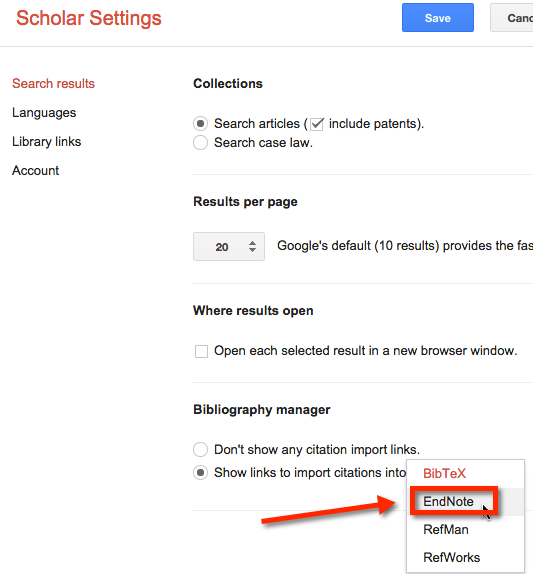 Scholar Settings
Save
Canc
Search results
Languages
Library links
Account
Collections
Search articles ( include patents).
Search case law.
Results per page
20 Google's default (10 results) provides the fas
Where results open
Open each selected result in a new browser window.
Bibliography manager
Don't show any citation import links.
Show links to import citations into
BibTeX
EndNote
RefMan
RefWorks